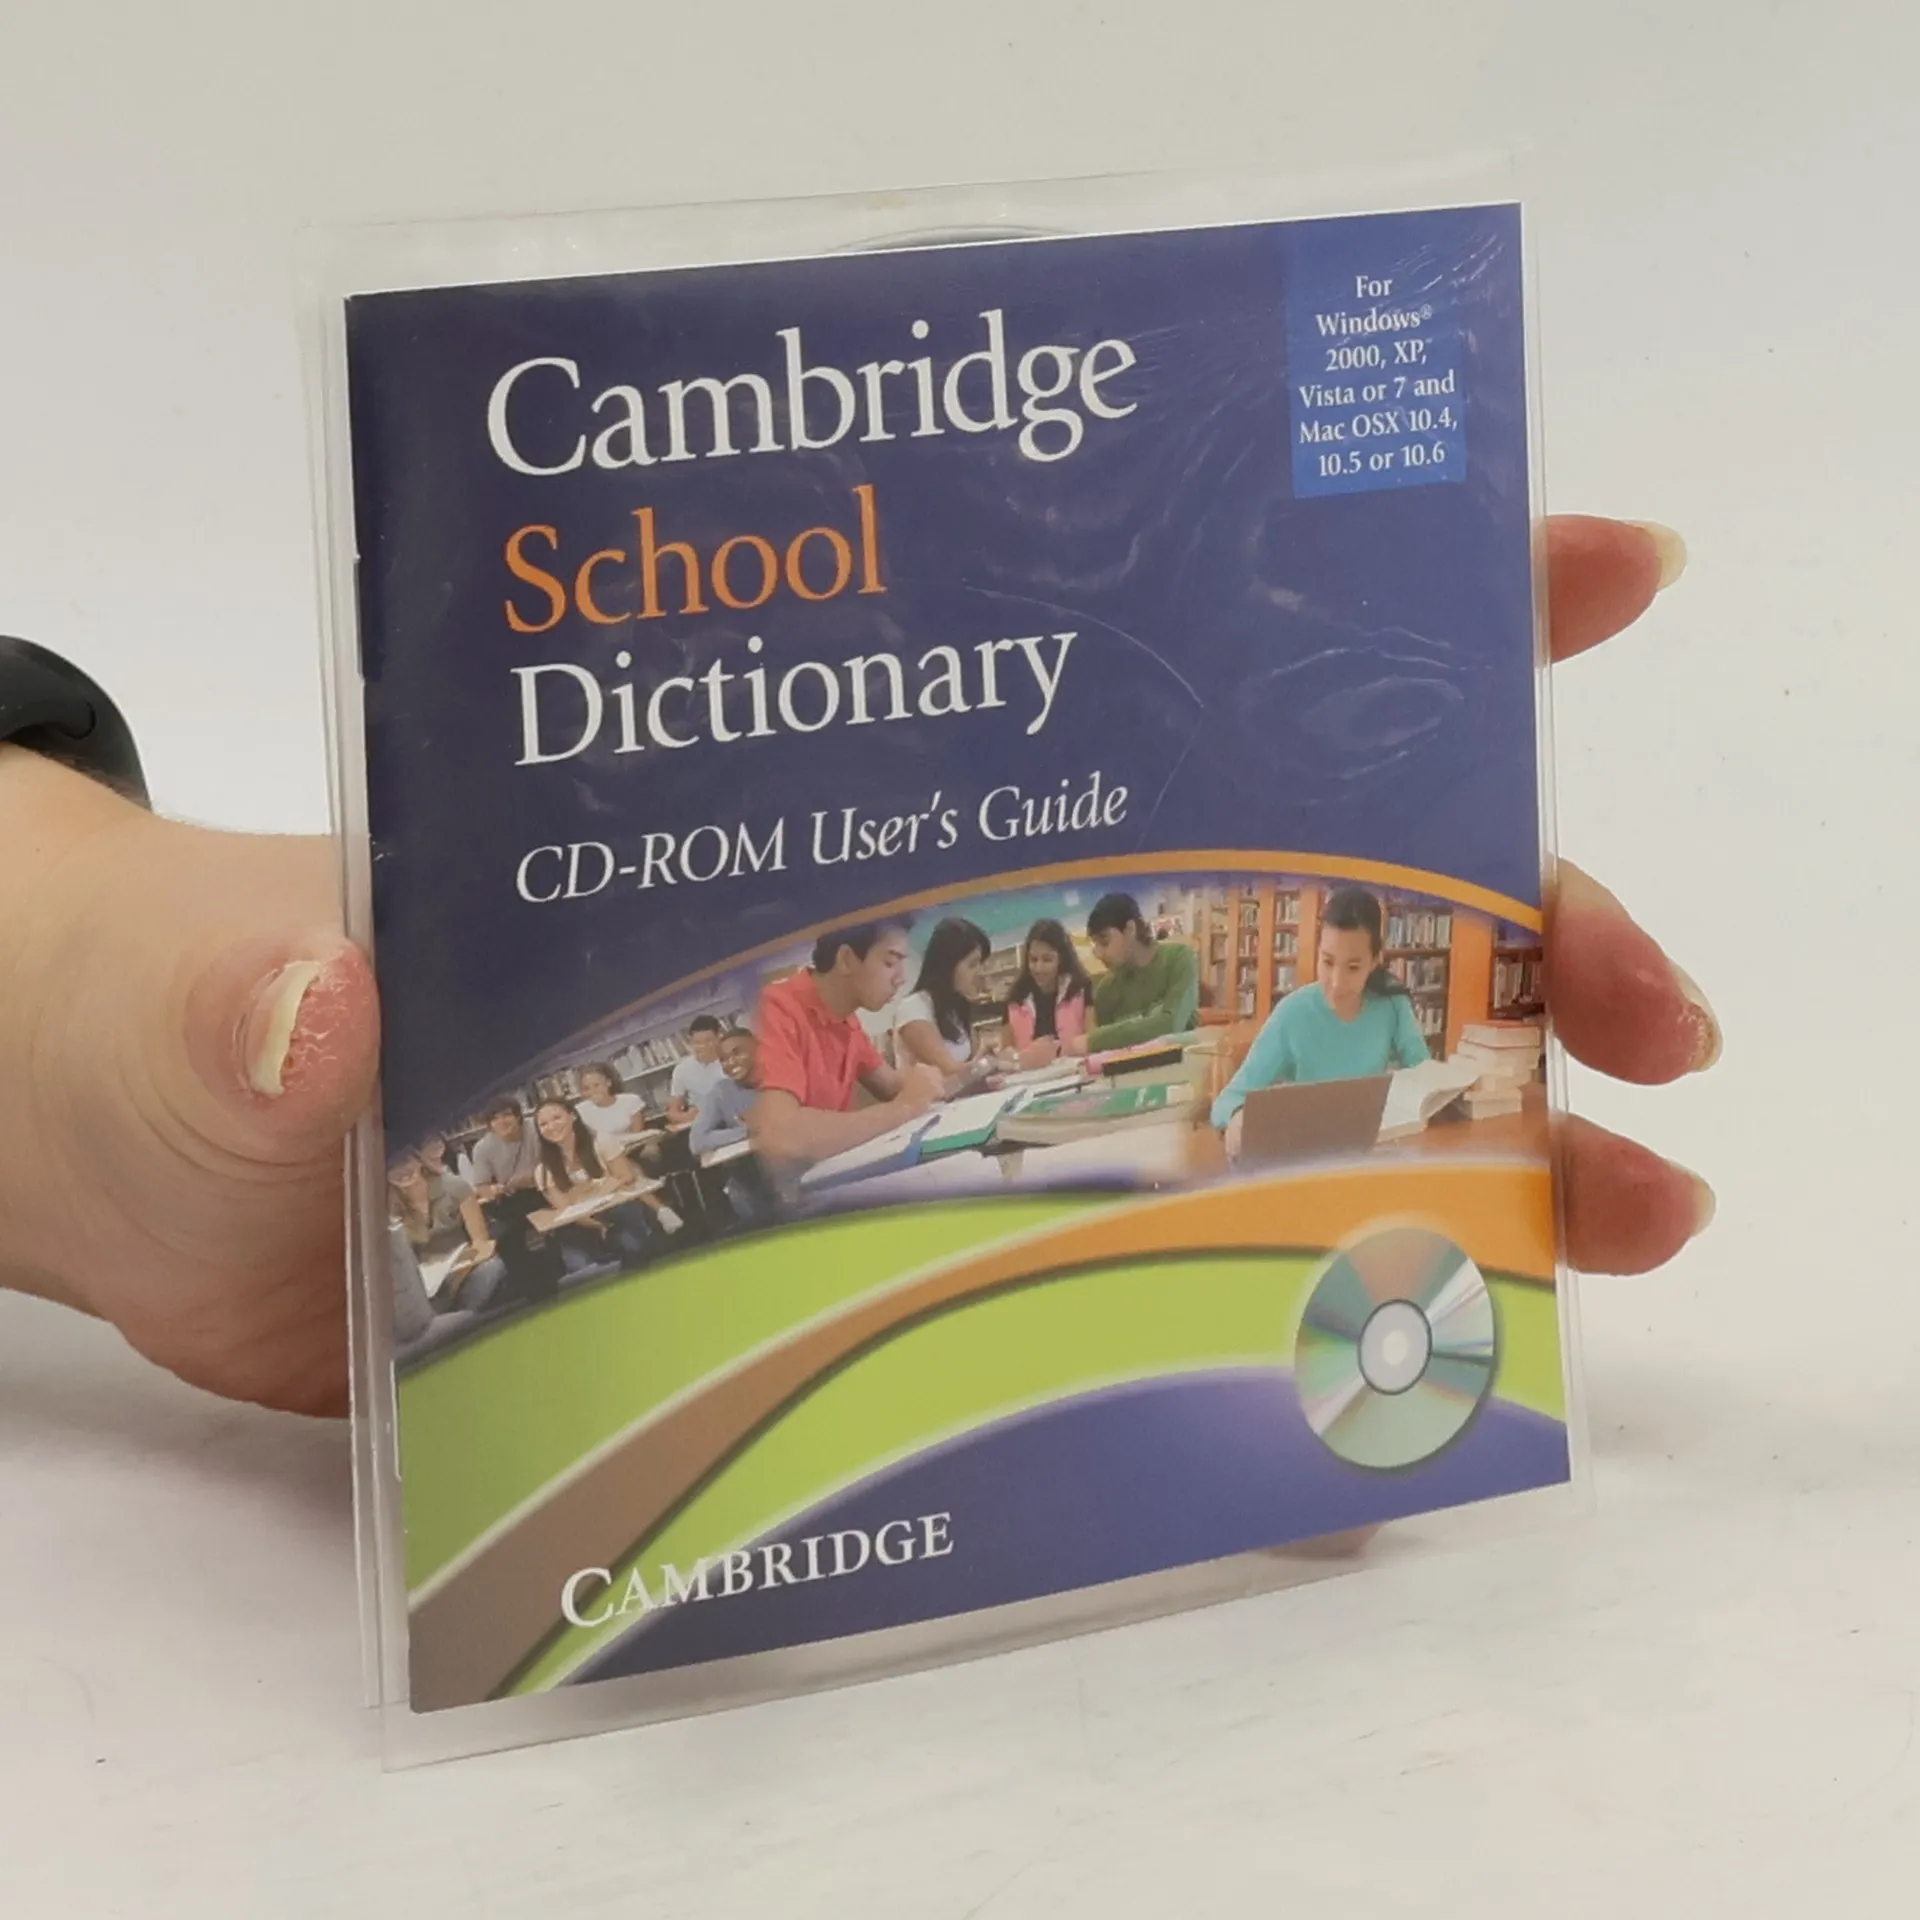 For
Windows®
2000, XP,
Vista or 7 and
Mac OSX 10.4,
10.5 or 10.6
Cambridge
School
Dictionary
CD-ROM User's Guide
CAMBRIDGE